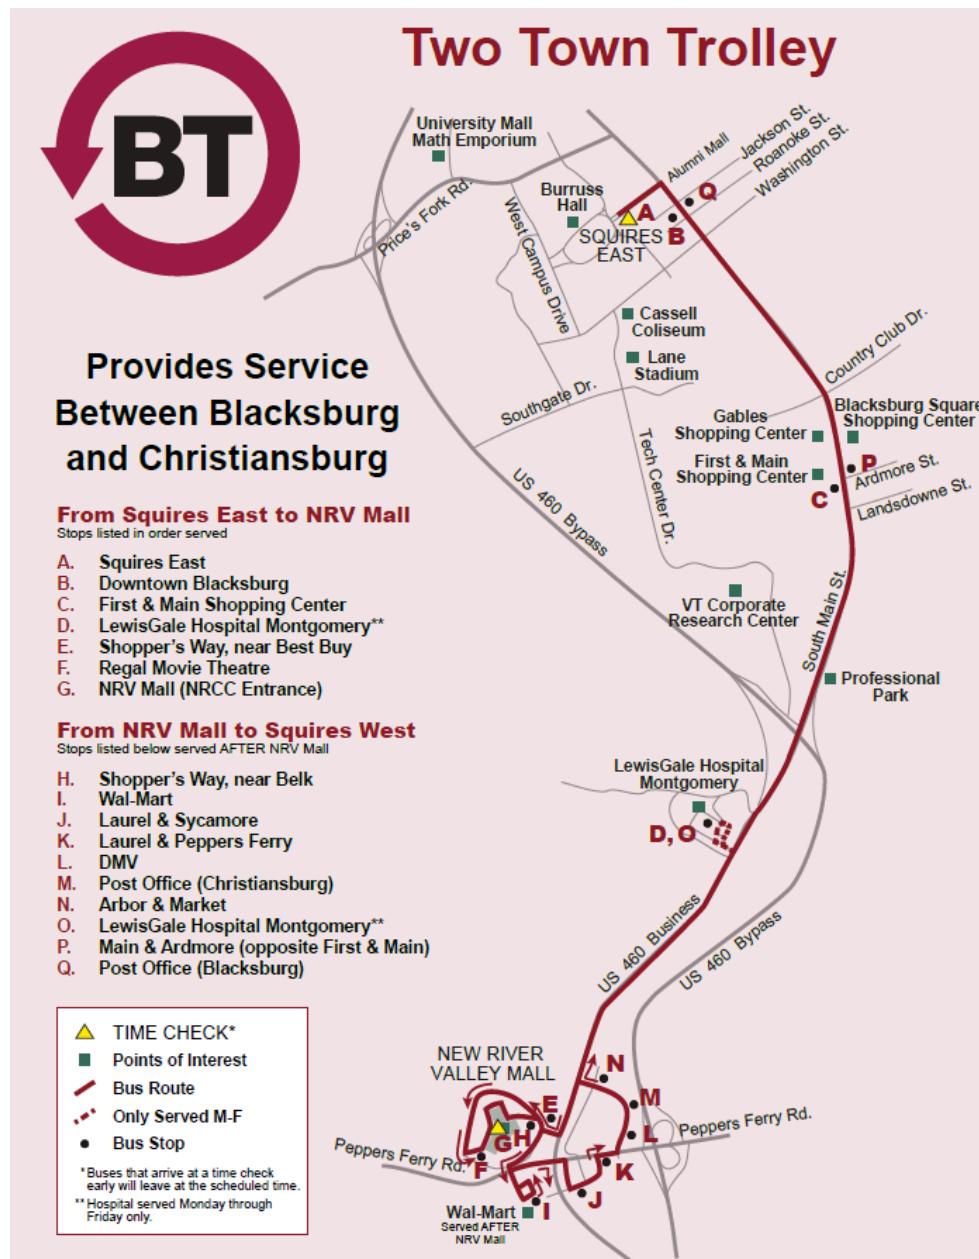 Two Town Trolley
BT
University Mall
Math Emporium
Price's Fork Rd.
Burruss
Hall
West Campus Drive
Alumni Mall
Jackson St.
Roanoke St.
Washington St.
A
Q
B
SQUIRES
EAST
Cassell
Coliseum
Lane
Stadium
Southgate Dr.
Country Club Dr.
Blacksburg Square
Shopping Center
Gables
Shopping Center
First & Main
Shopping Center
P
C
Ardmore St.
Landsdowne St.
Tech Center Dr.
US 460 Bypass
VT Corporate
Research Center
South Main St.
Professional
Park
LewisGale Hospital
Montgomery
D, O
US 460 Business
US 460 Bypass
NEW RIVER
VALLEY MALL
N
M
E
H
G
L
F
K
J
I
Peppers Ferry Rd.
Peppers Ferry Rd.
Wal-Mart
Served AFTER
NRV Mall
Provides Service
Between Blacksburg
and Christiansburg
From Squires East to NRV Mall
Stops listed in order served
A. Squires East
B. Downtown Blacksburg
C. First & Main Shopping Center
D. LewisGale Hospital Montgomery**
E. Shopper's Way, near Best Buy
F. Regal Movie Theatre
G. NRV Mall (NRCC Entrance)
From NRV Mall to Squires West
Stops listed below served AFTER NRV Mall
H. Shopper's Way, near Belk
I. Wal-Mart
J. Laurel & Sycamore
K. Laurel & Peppers Ferry
L. DMV
M. Post Office (Christiansburg)
N. Arbor & Market
O. LewisGale Hospital Montgomery**
P. Main & Ardmore (opposite First & Main)
Q. Post Office (Blacksburg)
TIME CHECK*
Points of Interest
Bus Route
Only Served M-F
Bus Stop
*Buses that arrive at a time check
early will leave at the scheduled time.
**Hospital served Monday through
Friday only.